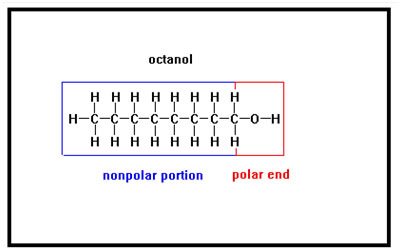 octanol
H H H H H H H H
H-C-C-C-C-C-C-C-C-O-H
H H H H H H H H
nonpolar portion polar end